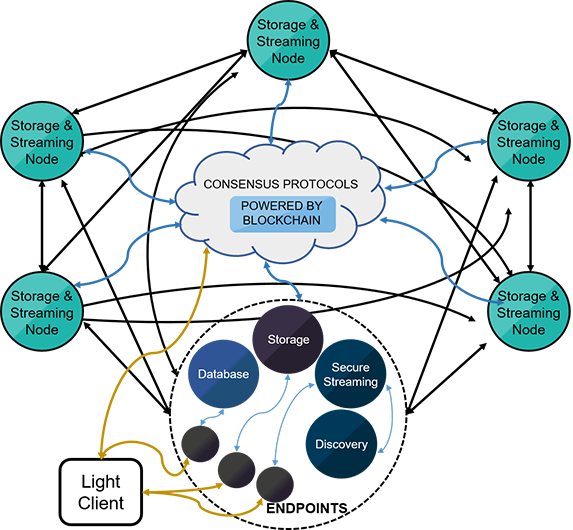 Storage &
Streaming
Node
Storage &
Streaming
Node
Storage &
Streaming
Node
CONSENSUS PROTOCOLS
POWERED BY
BLOCKCHAIN
Storage &
Streaming
Node
Storage &
Streaming
Node
Storage
Database
Secure
Streaming
Discovery
Light
Client
ENDPOINTS